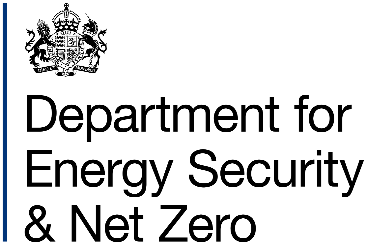 Department for
Energy Security
& Net Zero